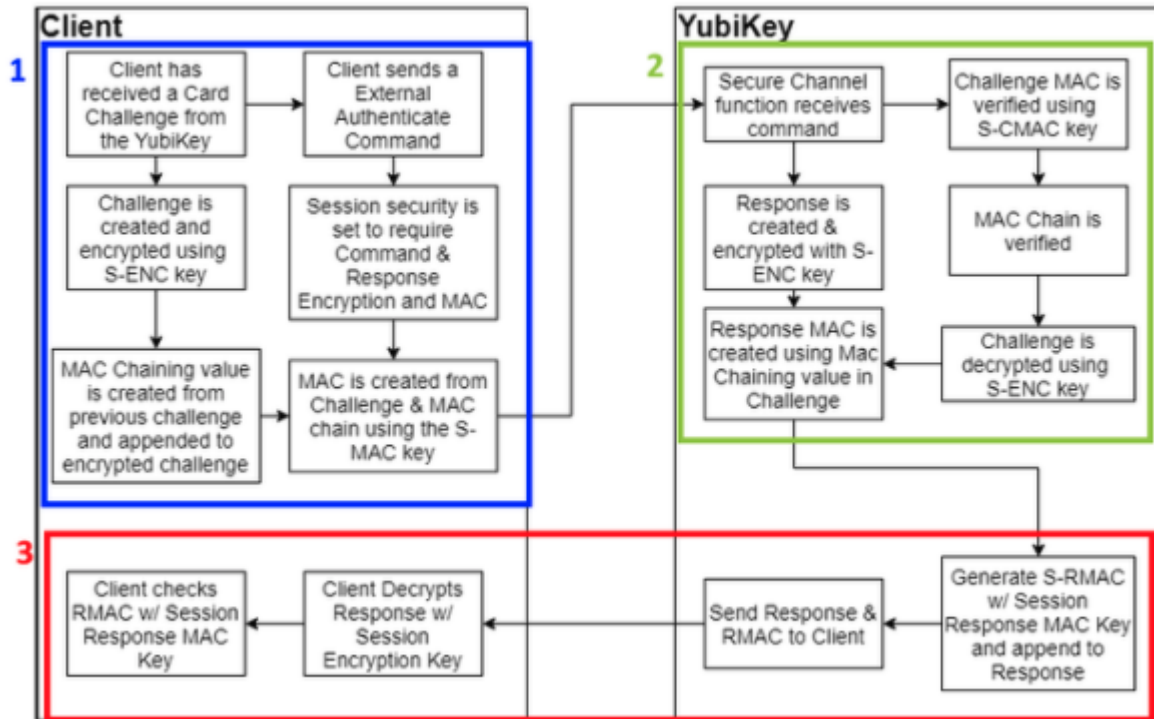 Client
YubiKey
1
Client has
received a Card
Challenge from
the YubiKey
Client sends a
External
Authenticate
Command
Challenge is
created and
encrypted using
S-ENC key
Session security is
set to require
Command &
Response
Encryption and MAC
MAC Chaining value
is created from
previous challenge
and appended to
encrypted challenge
MAC is created from
Challenge & MAC
chain using the S-
MAC key
2
Secure Channel
function receives
command
Challenge MAC is
verified using
S-CMAC key
Response is
created &
encrypted with S-
ENC key
MAC Chain is
verified
Response MAC is
created using Mac
Chaining value in
Challenge
Challenge is
decrypted using
S-ENC key
3
Client checks
RMAC w/ Session
Response MAC
Key
Client Decrypts
Response w/
Session
Encryption Key
Send Response &
RMAC to Client
Generate S-RMAC
w/ Session
Response MAC Key
and append to
Response